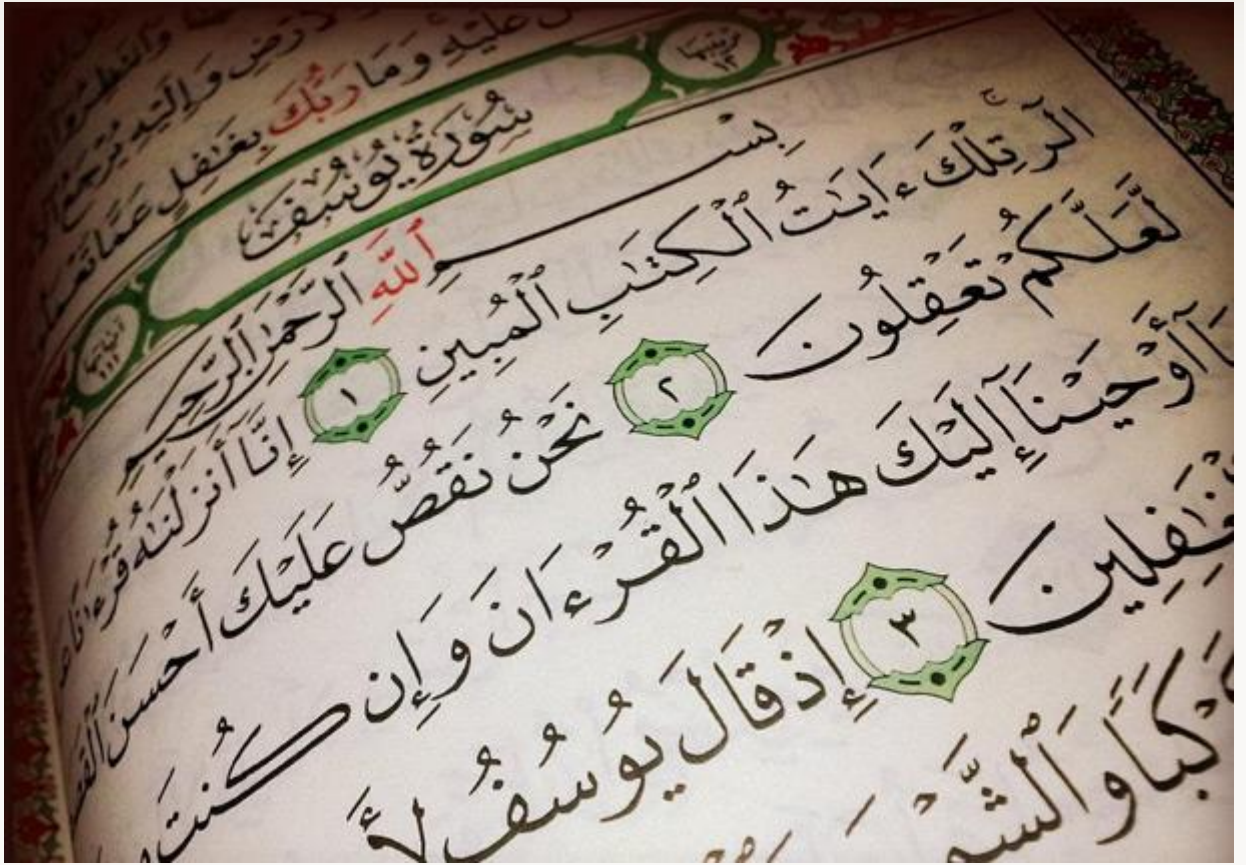 وَٱنتَظِرُوٓا۟
وَإِلَيْهِ يُرْجَعُ
عَلَيْهِ وَمَا رَبُّكَ بِغَٰفِلٍ عَمَّا
سُورَةُ يُوسُفَ
بِسْمِ ٱللَّهِ ٱلرَّحْمَٰنِ ٱلرَّحِيمِ
الٓر تِلْكَ ءَايَٰتُ ٱلْكِتَٰبِ ٱلْمُبِينِ ١ إِنَّآ أَنزَلْنَٰهُ قُرْءَٰنًا
لَّعَلَّكُمْ تَعْقِلُونَ ٢ نَحْنُ نَقُصُّ عَلَيْكَ أَحْسَنَ
أَوْحَيْنَآ إِلَيْكَ هَٰذَا ٱلْقُرْءَانَ وَإِن كُنتَ
ٱلْغَٰفِلِينَ ٣ إِذْ قَالَ يُوسُفُ
وَٱلشَّمْ